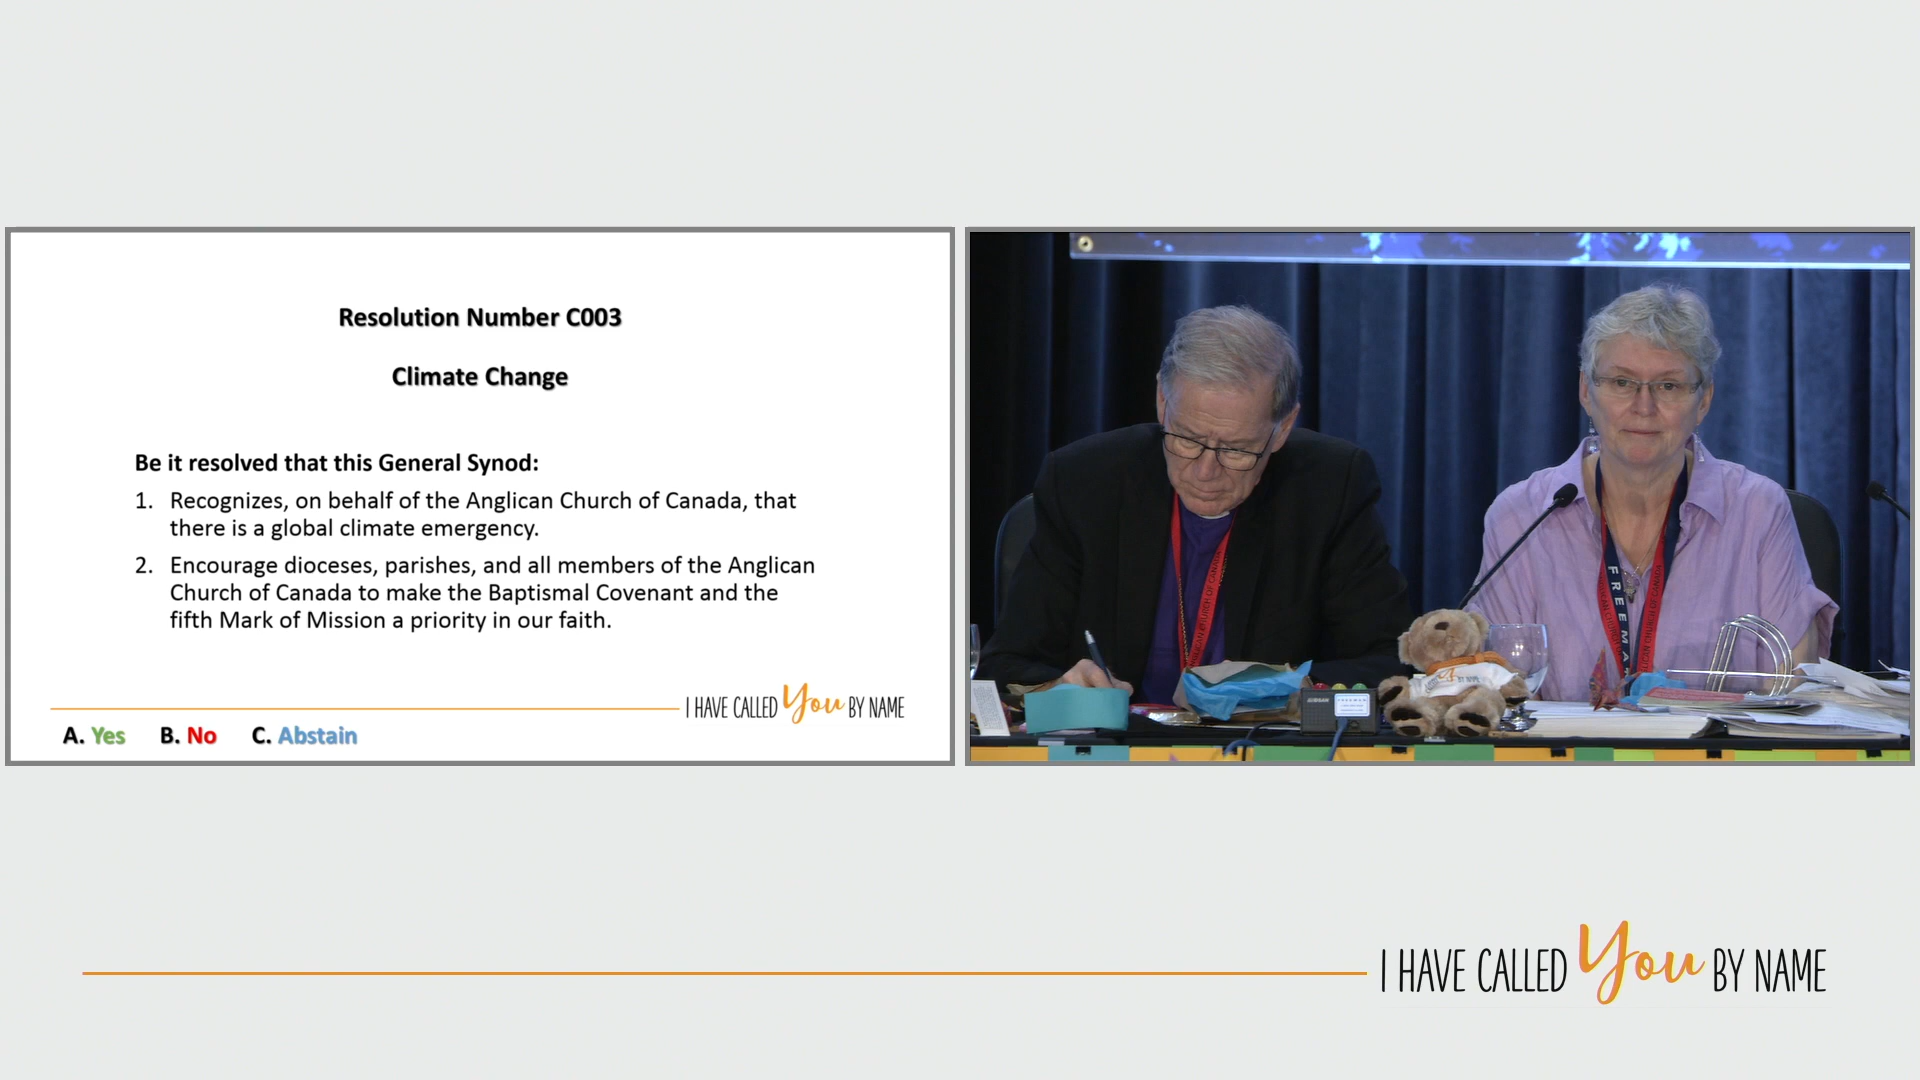 Resolution Number C003
Climate Change
Be it resolved that this General Synod:
1. Recognizes, on behalf of the Anglican Church of Canada, that
there is a global climate emergency.
2. Encourage dioceses, parishes, and all members of the Anglican
Church of Canada to make the Baptismal Covenant and the
fifth Mark of Mission a priority in our faith.
I HAVE CALLED You BY NAME
A. Yes B. No C. Abstain
FREEMA
I HAVE CALLED You BY NAME